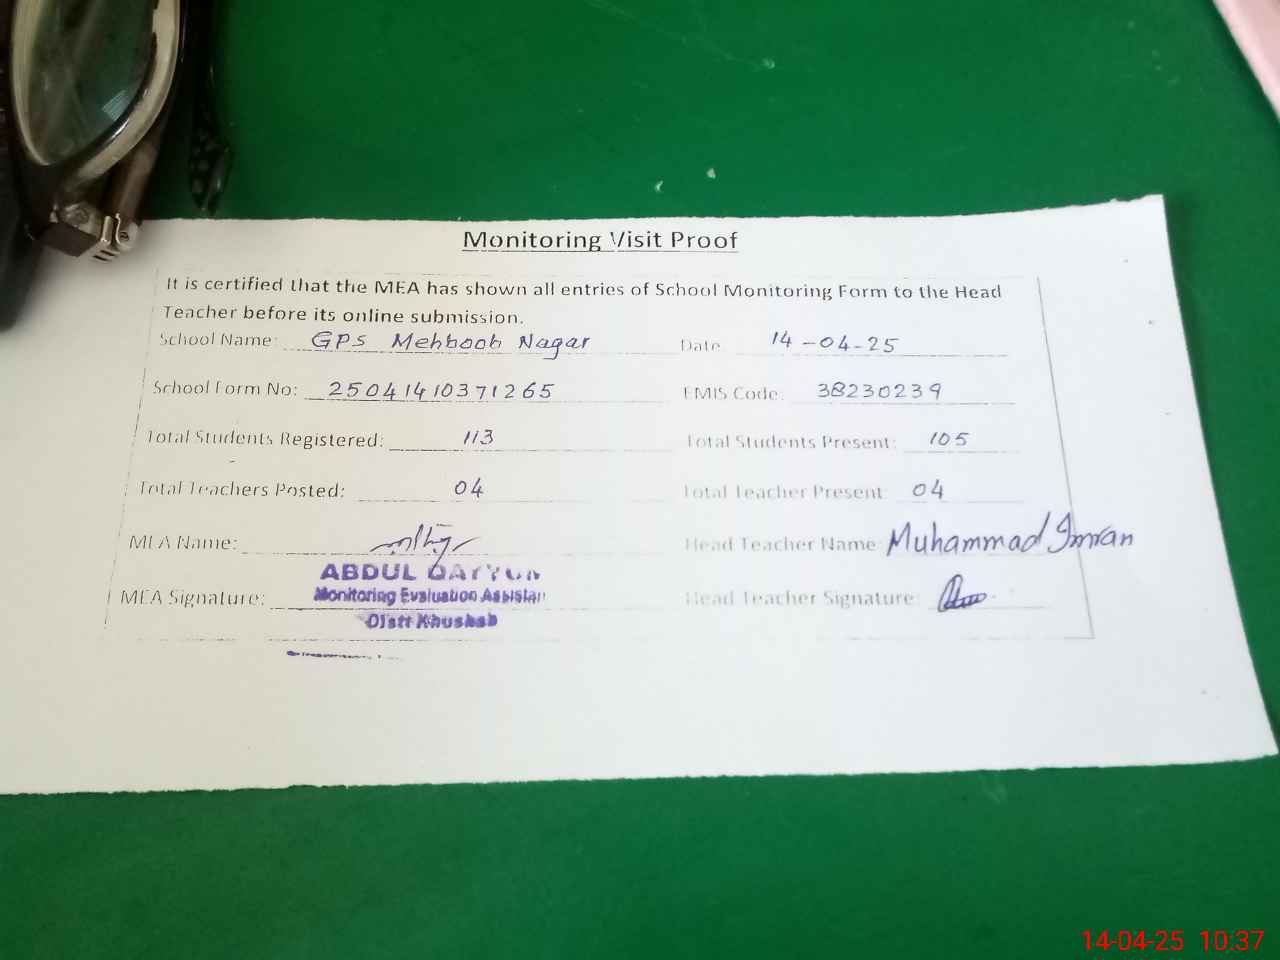 Monitoring Visit Proof
It is certified that the MEA has shown all entries of School Monitoring Form to the Head
Teacher before its online submission.
School Name: GPS Mehboob Nagar Date 14-04-25
School Form No: 25041410371265 EMIS Code: 38230239
Total Students Registered: 113 Total Students Present: 105
Total Teachers Posted: 04 Total Teacher Present 04
MEA Name: Head Teacher Name Muhammad Imran
ABDUL QAYYUM
MEA Signature: Monitoring Evaluation Assistan Head Teacher Signature:
Distt Khushab
14-04-25 10:37